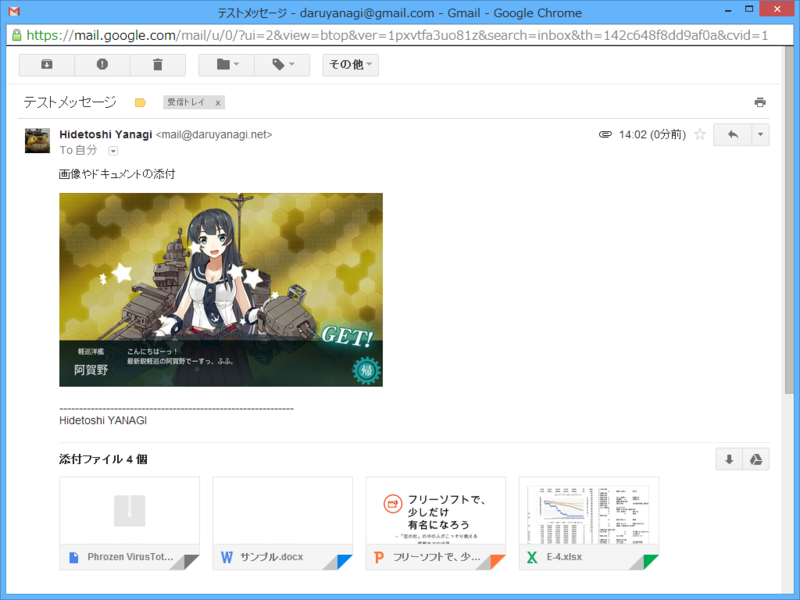 テストメッセージ - daruyanagi@gmail.com - Gmail - Google Chrome
https://mail.google.com/mail/u/0/?ui=2&view=btop&ver=1pxvtfa3uo81z&search=inbox&th=142c648f8dd9af0a&cvid=1
その他
テストメッセージ
受信トレイ x
Hidetoshi Yanagi <mail@daruyanagi.net>
14:02 (0分前)
To 自分
画像やドキュメントの添付
GET!
軽巡洋艦
阿賀野
こんにちはーっ！
最新鋭軽巡の阿賀野でーすっ。ふふ。
帰
Hidetoshi YANAGI
添付ファイル 4 個
フリーソフトで、
少しだけ
有名になろう
Phrozen VirusTot...
W サンプル.docx
P フリーソフトで、少...
X E-4.xlsx